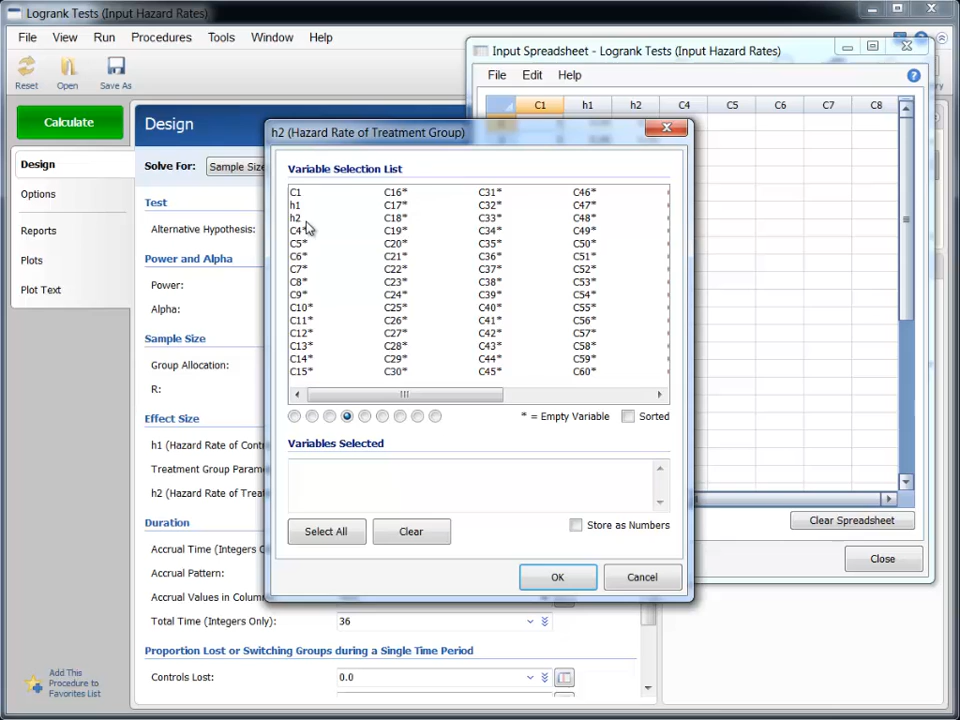 Logrank Tests (Input Hazard Rates)
File View Run Procedures Tools Window Help
Reset Open Save As
Calculate
Design
Options
Reports
Plots
Plot Text
Add This
Procedure to
Favorites List
Design
Solve For: Sample Size
Test
Alternative Hypothesis:
Power and Alpha
Power:
Alpha:
Sample Size
Group Allocation:
R:
Effect Size
h1 (Hazard Rate of Cont
Treatment Group Param
h2 (Hazard Rate of Treat
Duration
Accrual Time (Integers O
Accrual Pattern:
Accrual Values in Colum
Total Time (Integers Only): 36
Proportion Lost or Switching Groups during a Single Time Period
Controls Lost: 0.0
Input Spreadsheet - Logrank Tests (Input Hazard Rates)
File Edit Help
C1 h1 h2 C4 C5 C6 C7 C8
Clear Spreadsheet
Close
h2 (Hazard Rate of Treatment Group)
Variable Selection List
C1 C16* C31* C46*
h1 C17* C32* C47*
h2 C18* C33* C48*
C4* C19* C34* C49*
C5* C20* C35* C50*
C6* C21* C36* C51*
C7* C22* C37* C52*
C8* C23* C38* C53*
C9* C24* C39* C54*
C10* C25* C40* C55*
C11* C26* C41* C56*
C12* C27* C42* C57*
C13* C28* C43* C58*
C14* C29* C44* C59*
C15* C30* C45* C60*
* = Empty Variable Sorted
Variables Selected
Select All Clear Store as Numbers
OK Cancel